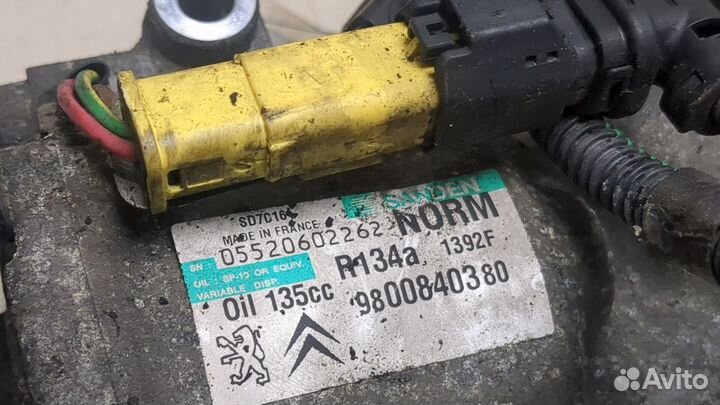 SD7C16
SANDEN
MADE IN FRANCE
NORM
SN: 05520602262
OIL : SP-10 OR EQUIV.
R134a 1392F
VARIABLE DISP.
Oil 135cc 9800840380
Avito